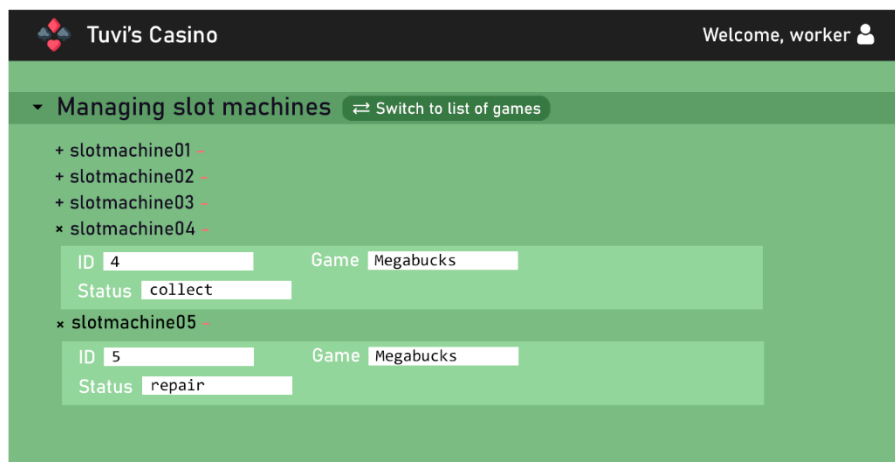 Tuvi's Casino Welcome, worker
Managing slot machines Switch to list of games
+ slotmachine01 -
+ slotmachine02 -
+ slotmachine03 -
× slotmachine04 -
ID 4 Game Megabucks
Status collect
× slotmachine05 -
ID 5 Game Megabucks
Status repair